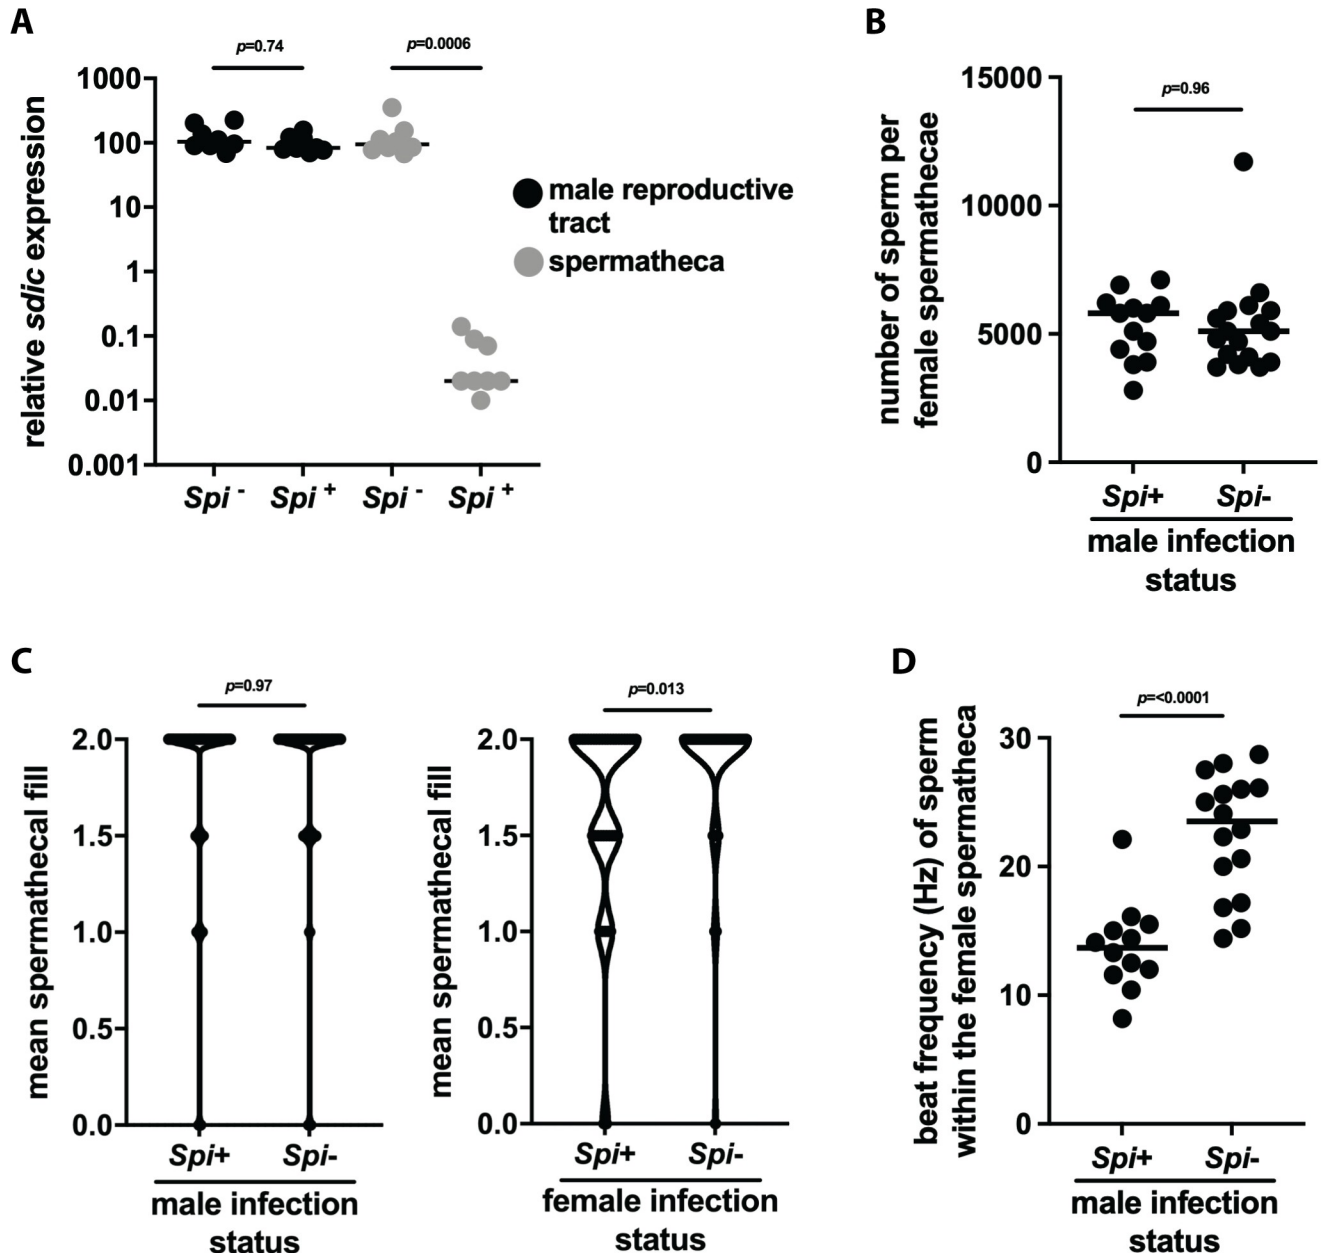 A
p=0.74
p=0.0006
relative sdic expression
1000
100
10
1
0.1
0.01
0.001
Spi -
Spi +
Spi -
Spi +
male reproductive
tract
spermatheca
B
p=0.96
number of sperm per
female spermathecae
15000
10000
5000
0
Spi+
Spi-
male infection
status
C
p=0.97
mean spermathecal fill
2.0
1.5
1.0
0.5
0.0
Spi+
Spi-
male infection
status
p=0.013
mean spermathecal fill
2.0
1.5
1.0
0.5
0.0
Spi+
Spi-
female infection
status
D
p=<0.0001
beat frequency (Hz) of sperm
within the female spermatheca
30
20
10
0
Spi+
Spi-
male infection
status